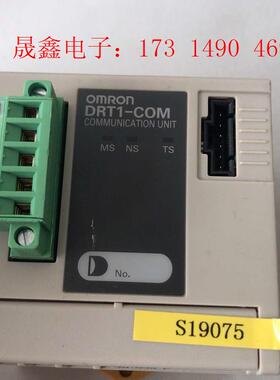 晟鑫电子：173 1490 46
OMRON
DRT1-COM
COMMUNICATION UNIT
MS NS TS
D No.
S19075